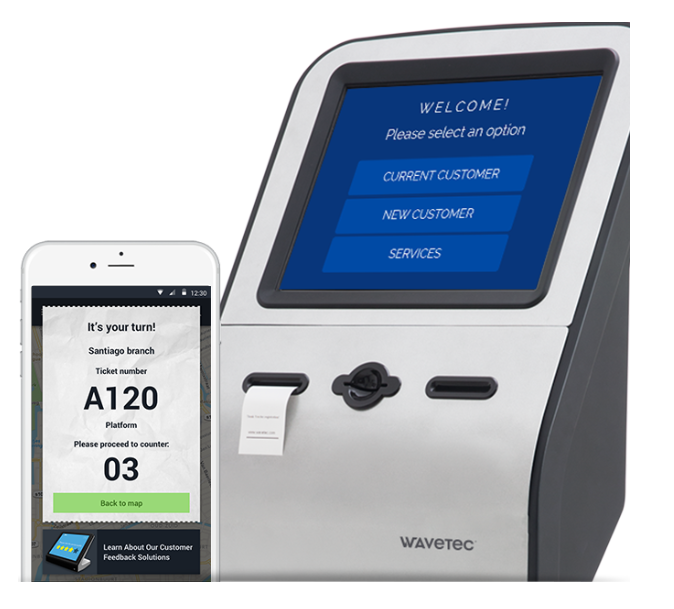 WELCOME!
Please select an option
CURRENT CUSTOMER
NEW CUSTOMER
SERVICES
WAVETEC
12:30
It's your turn!
Santiago branch
Ticket number
A120
Platform
Please proceed to counter:
03
Back to map
Learn About Our Customer
Feedback Solutions